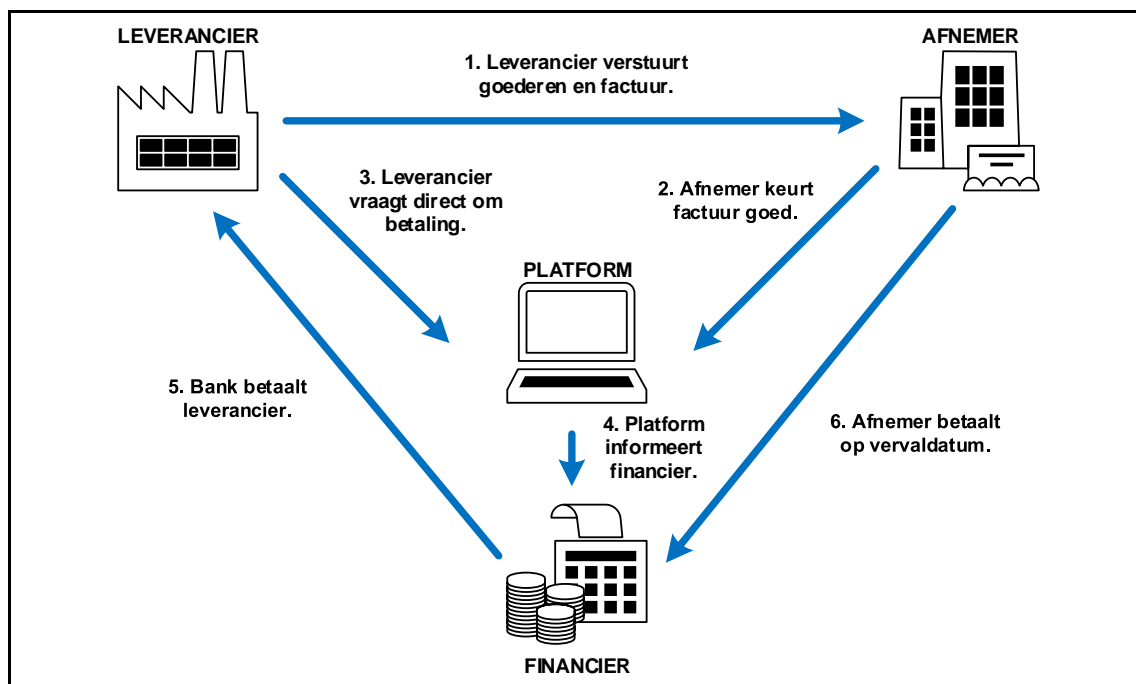 LEVERANCIER
AFNEMER
1. Leverancier verstuurt
goederen en factuur.
3. Leverancier
vraagt direct om
betaling.
2. Afnemer keurt
factuur goed.
PLATFORM
5. Bank betaalt
leverancier.
4. Platform
informeert
financier.
6. Afnemer betaalt
op vervaldatum.
FINANCIER